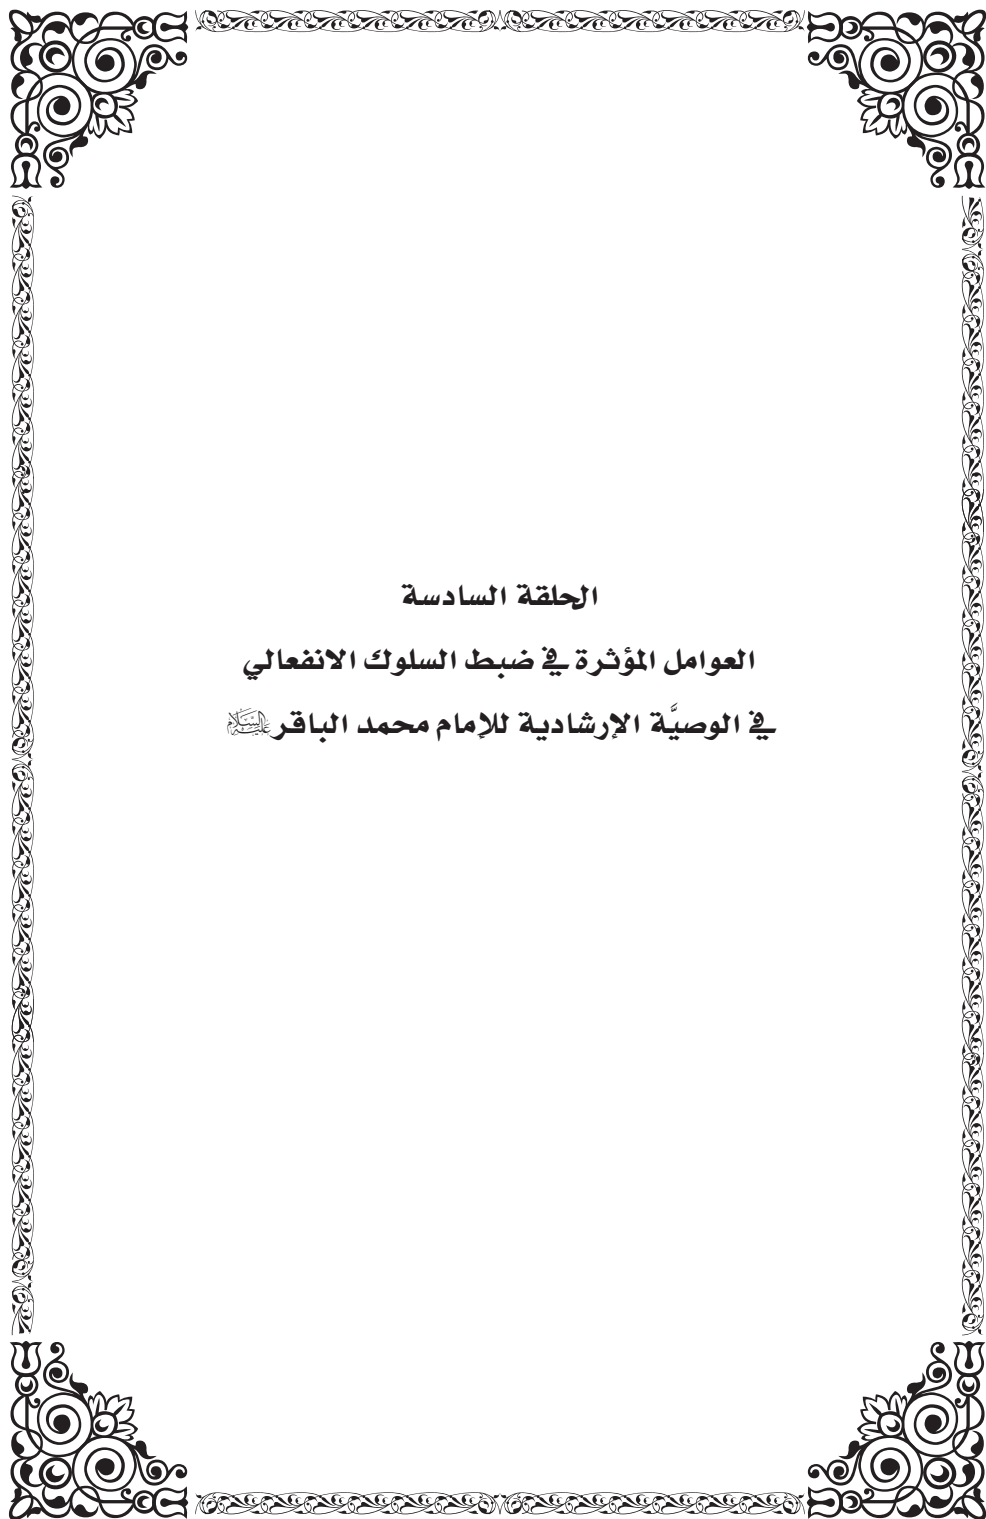 الحلقة السادسة
العوامل المؤثرة في ضبط السلوك الانفعالي
في الوصيَّة الإرشادية للإمام محمد الباقر عليه السلام